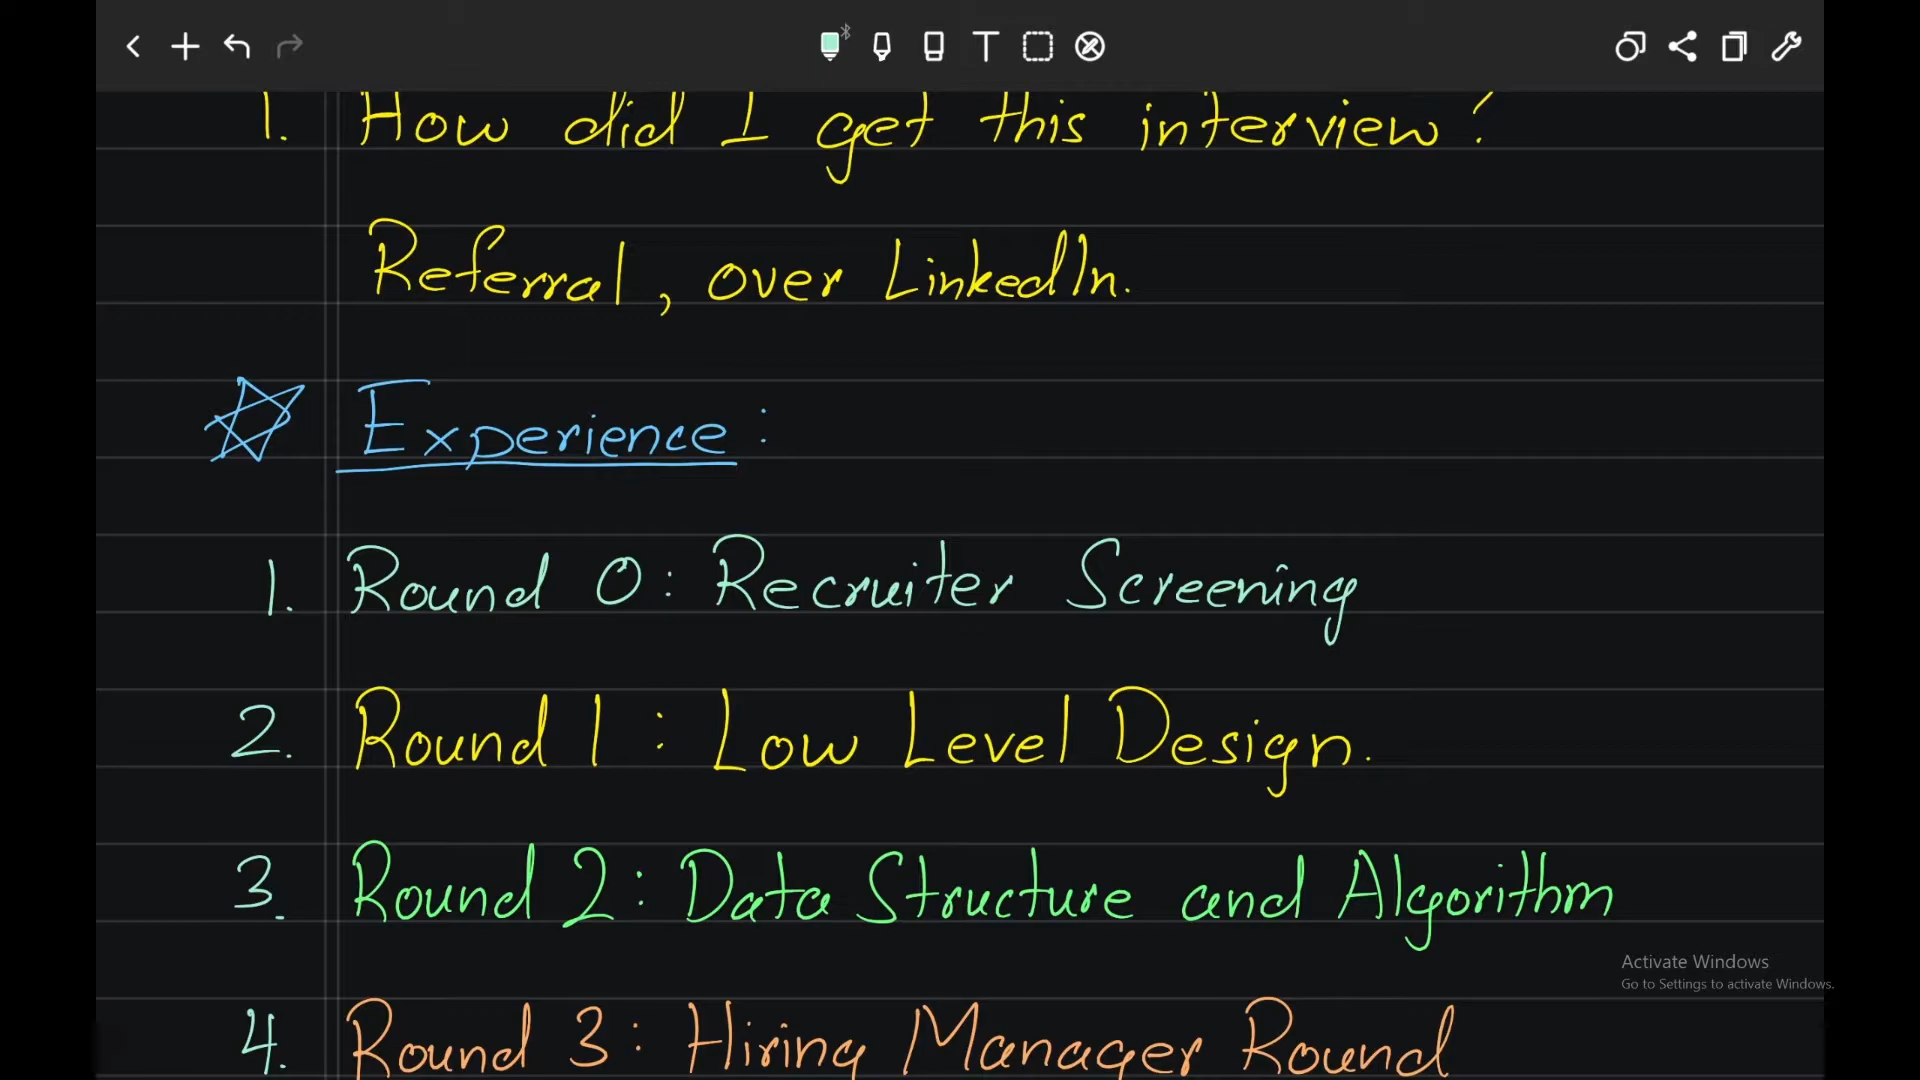 1. How did I get this interview?
Referral, over LinkedIn.
Experience:
1. Round 0: Recruiter Screening
2. Round 1: Low Level Design.
3. Round 2: Data Structure and Algorithm
Activate Windows
Go to Settings to activate Windows.
4. Round 3: Hiring Manager Round